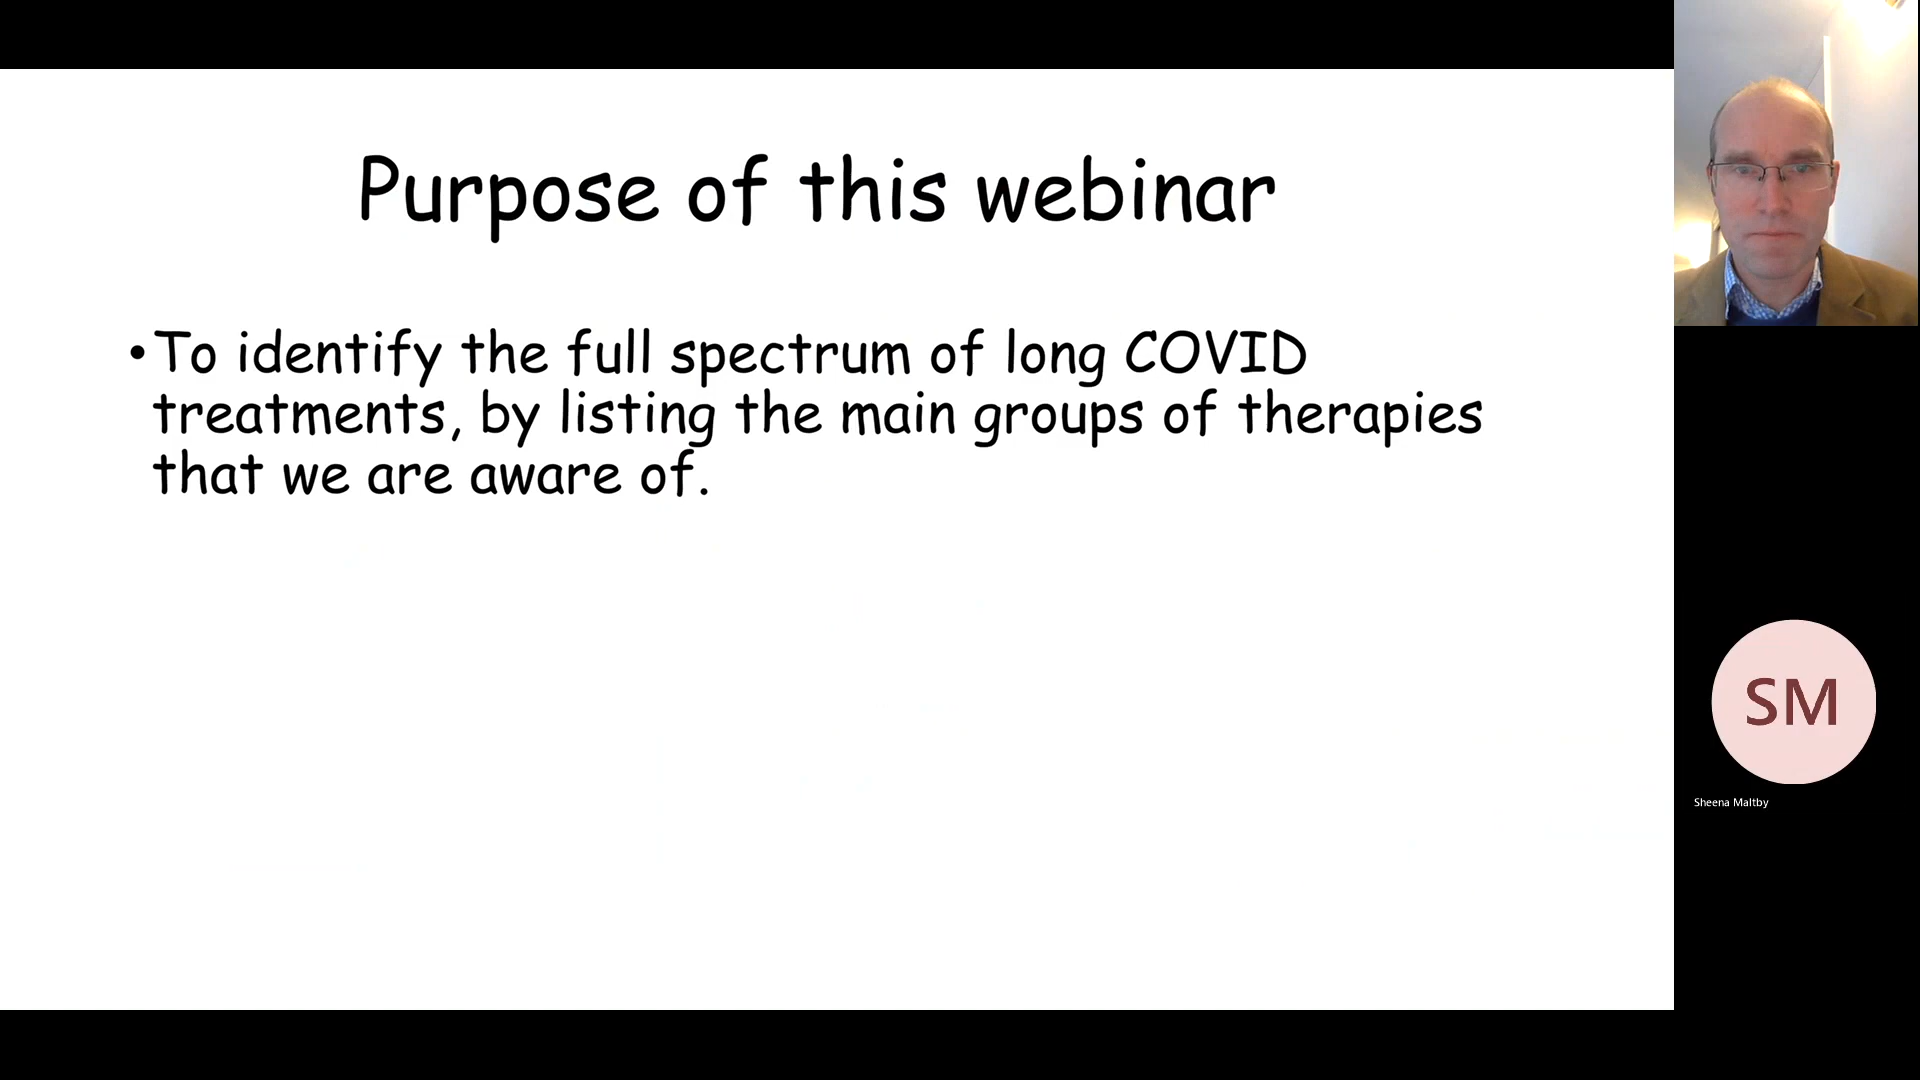 Purpose of this webinar
•To identify the full spectrum of long COVID
treatments, by listing the main groups of therapies
that we are aware of.
SM
Sheena Maltby